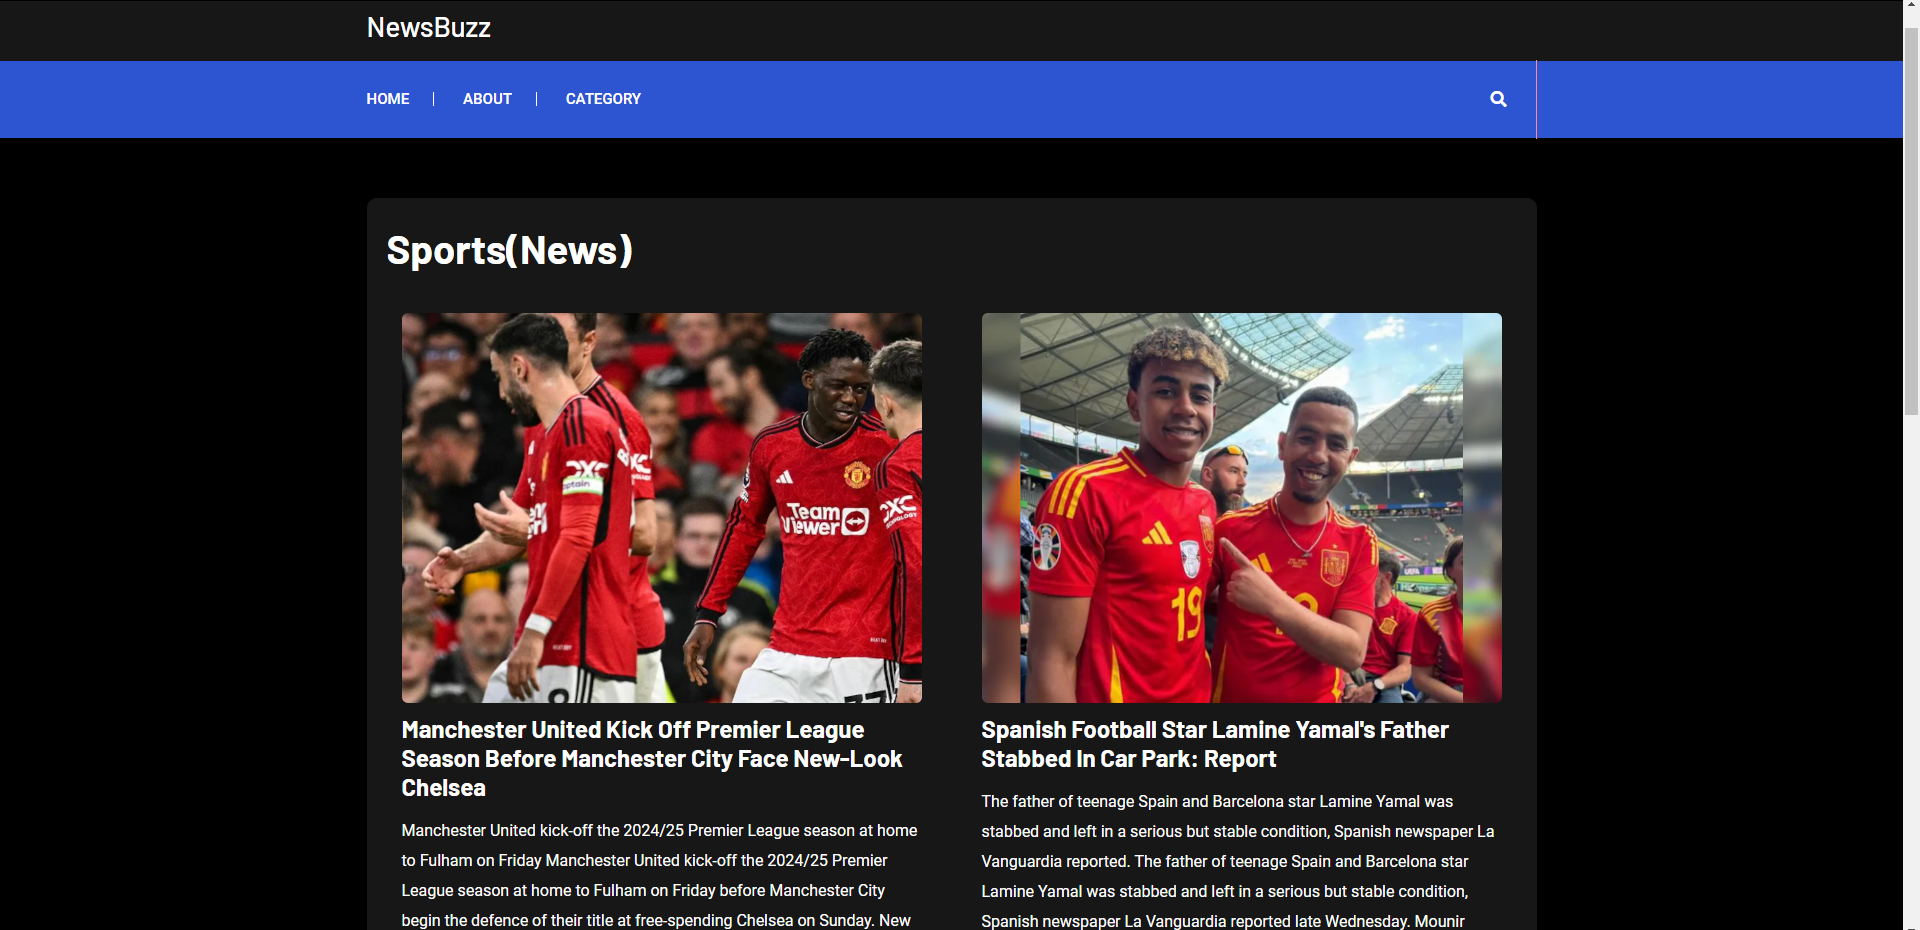 NewsBuzz
HOME
ABOUT
CATEGORY
Sports(News)
Team
Viewer
19
Manchester United Kick Off Premier League
Season Before Manchester City Face New-Look
Chelsea
Manchester United kick-off the 2024/25 Premier League season at home
to Fulham on Friday Manchester United kick-off the 2024/25 Premier
League season at home to Fulham on Friday before Manchester City
begin the defence of their title at free-spending Chelsea on Sunday. New
Spanish Football Star Lamine Yamal's Father
Stabbed In Car Park: Report
The father of teenage Spain and Barcelona star Lamine Yamal was
stabbed and left in a serious but stable condition, Spanish newspaper La
Vanguardia reported. The father of teenage Spain and Barcelona star
Lamine Yamal was stabbed and left in a serious but stable condition,
Spanish newspaper La Vanguardia reported late Wednesday. Mounir